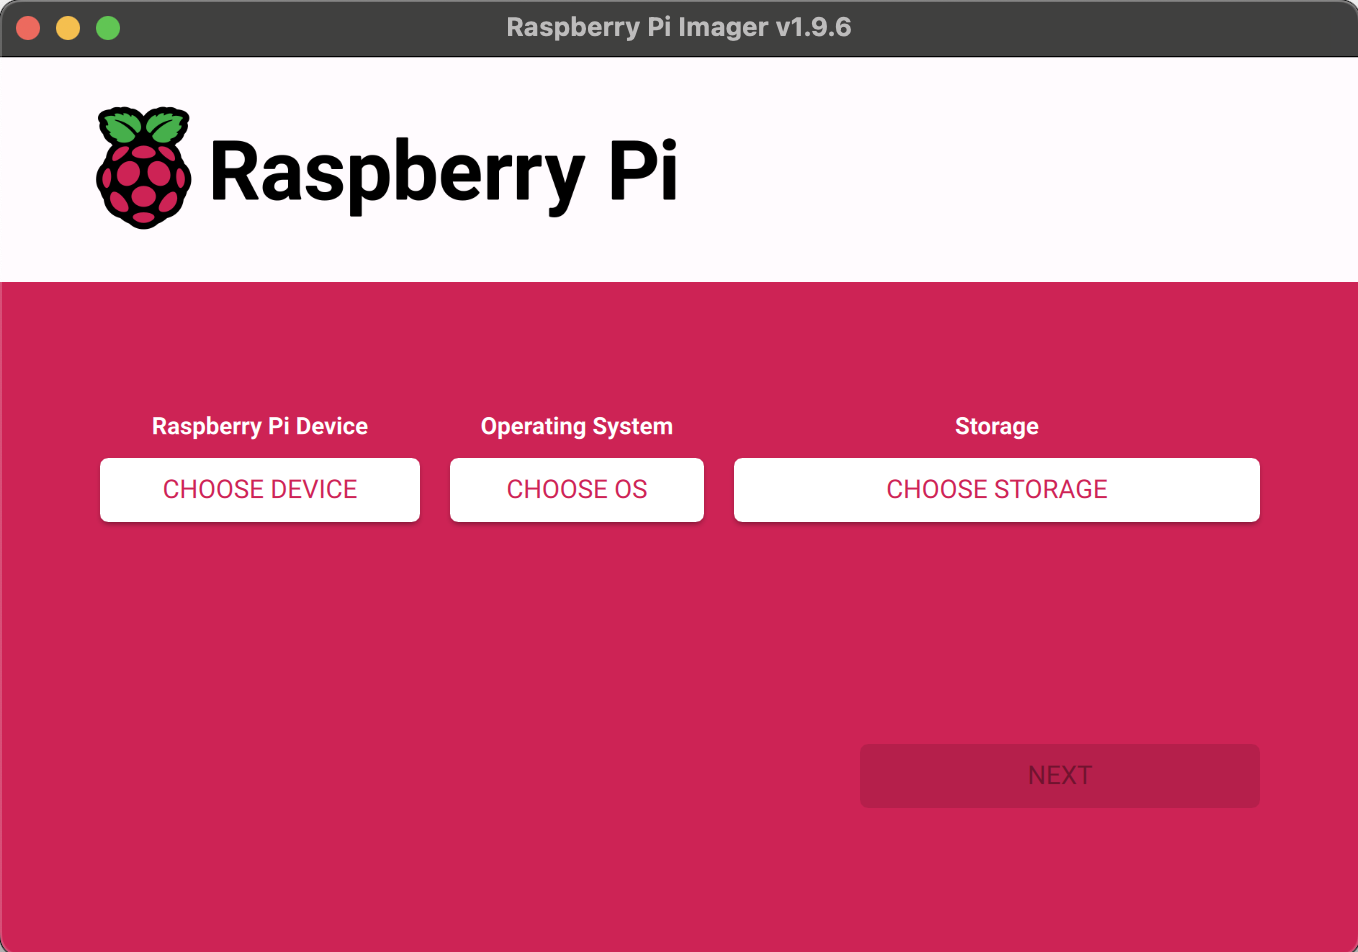 Raspberry Pi Imager v1.9.6
Raspberry Pi
Raspberry Pi Device
Operating System
Storage
CHOOSE DEVICE
CHOOSE OS
CHOOSE STORAGE
NEXT